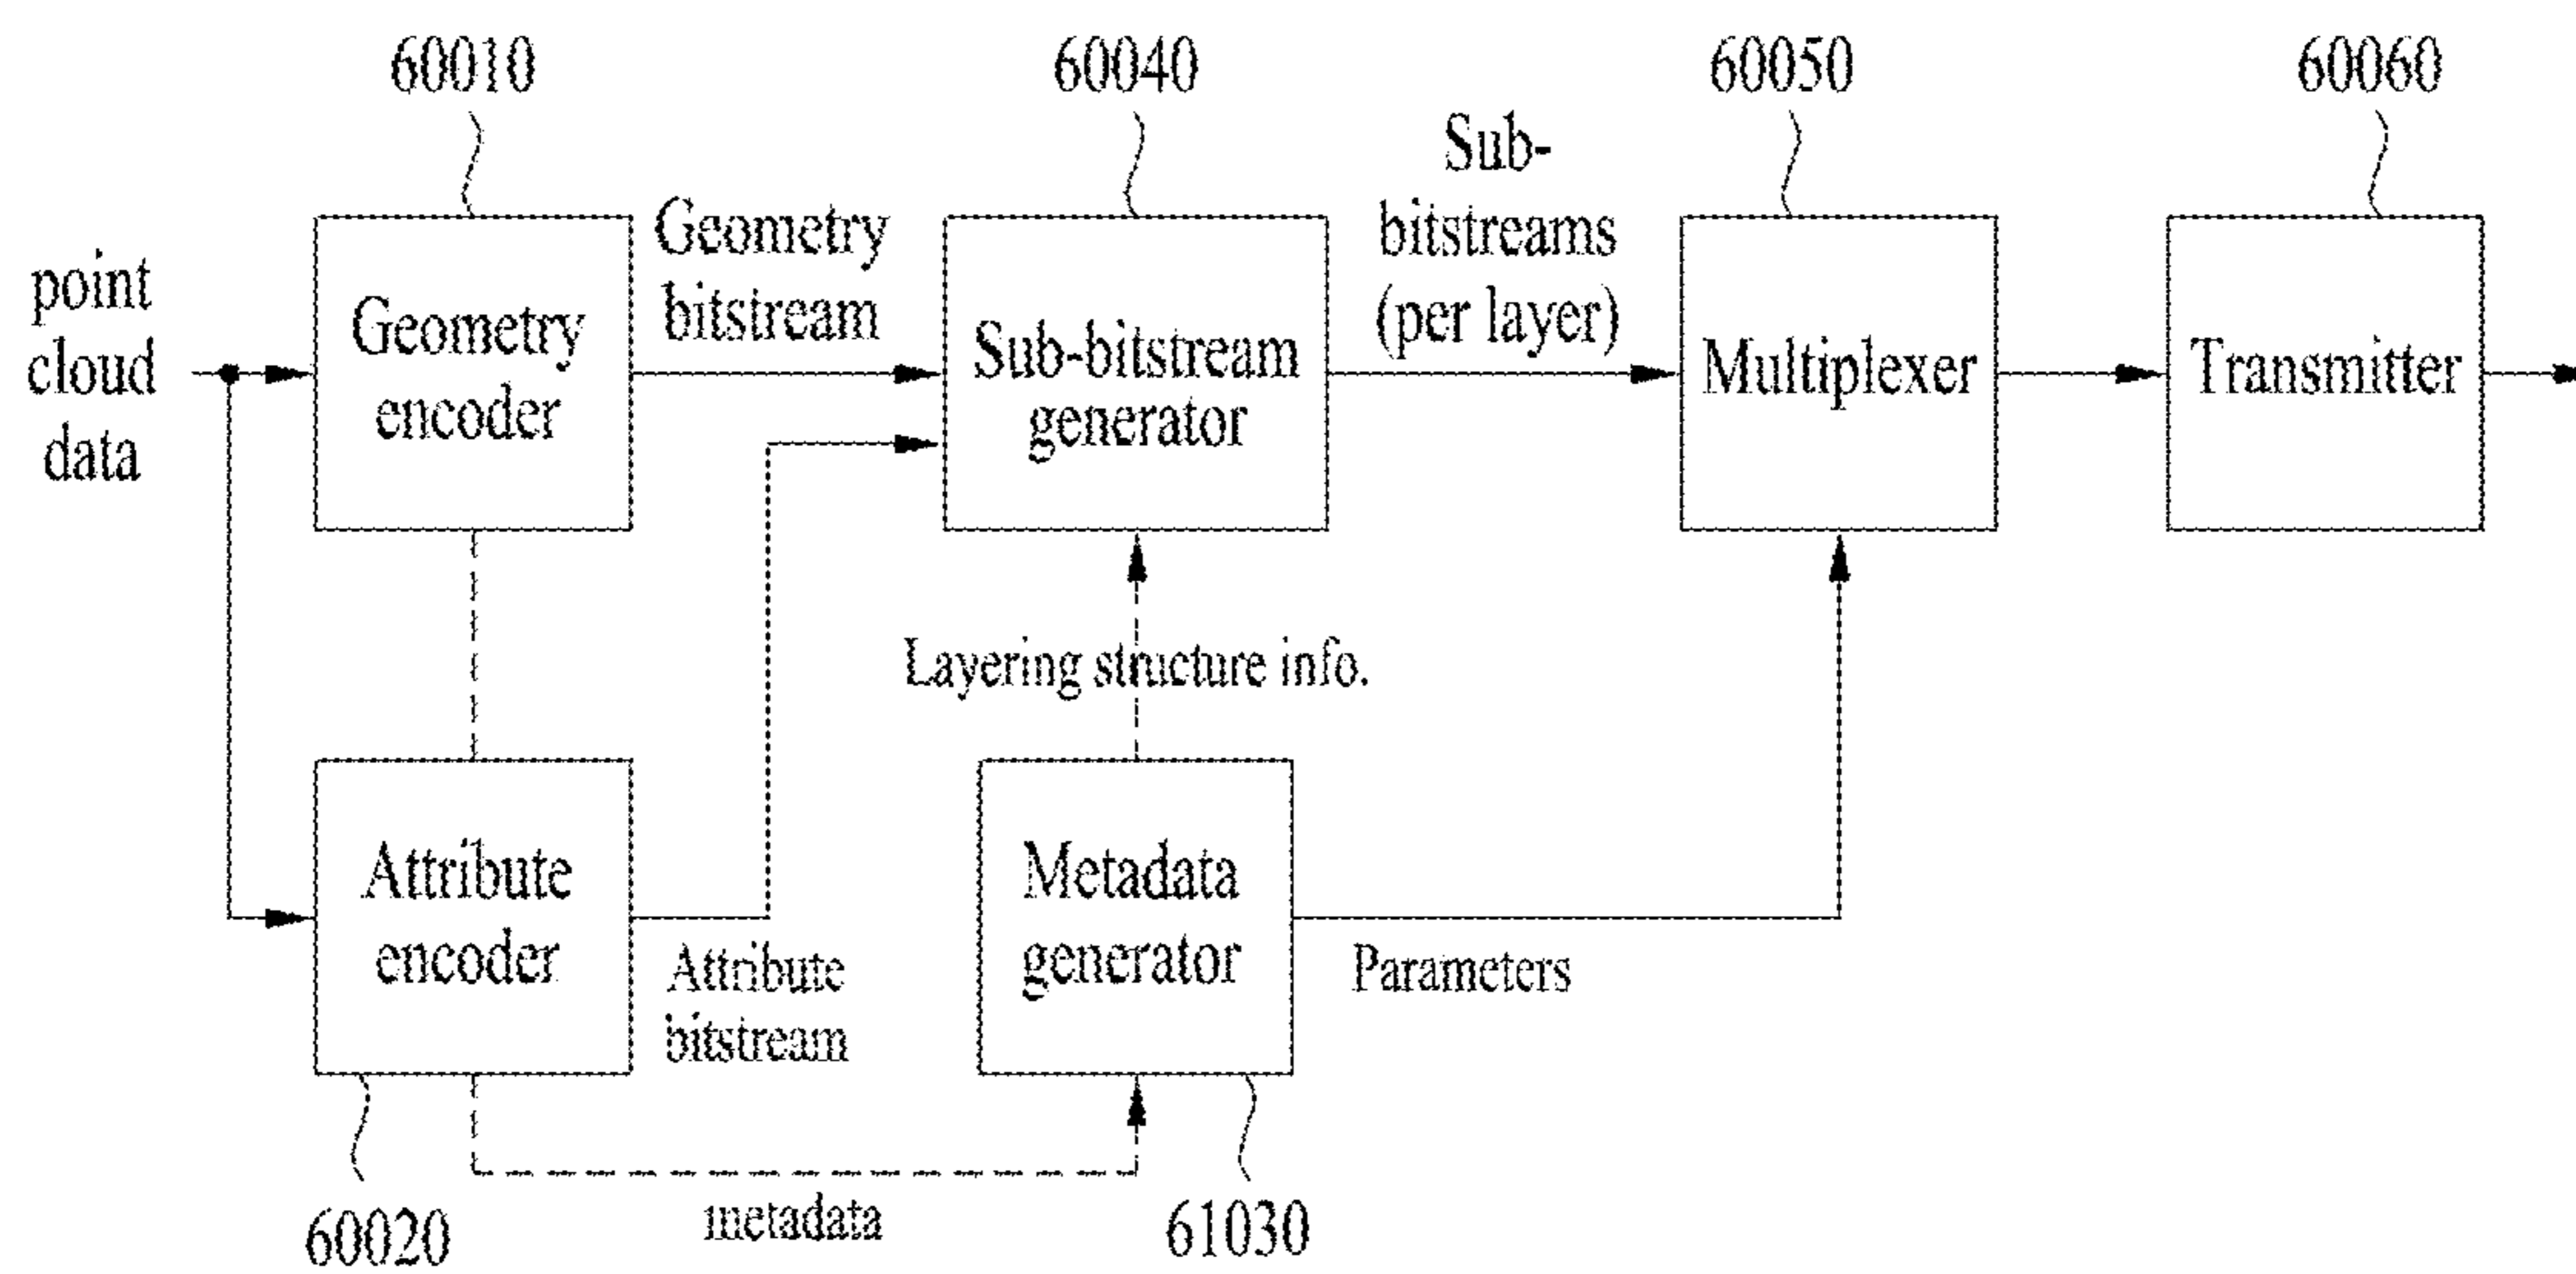 60010
60040
60050
60060
point
cloud
data
Geometry
encoder
Geometry
bitstream
Sub-bitstream
generator
Sub-
bitstreams
(per layer)
Multiplexer
Transmitter
Layering structure info.
Attribute
encoder
Attribute
bitstream
Metadata
generator
Parameters
60020
metadata
61030